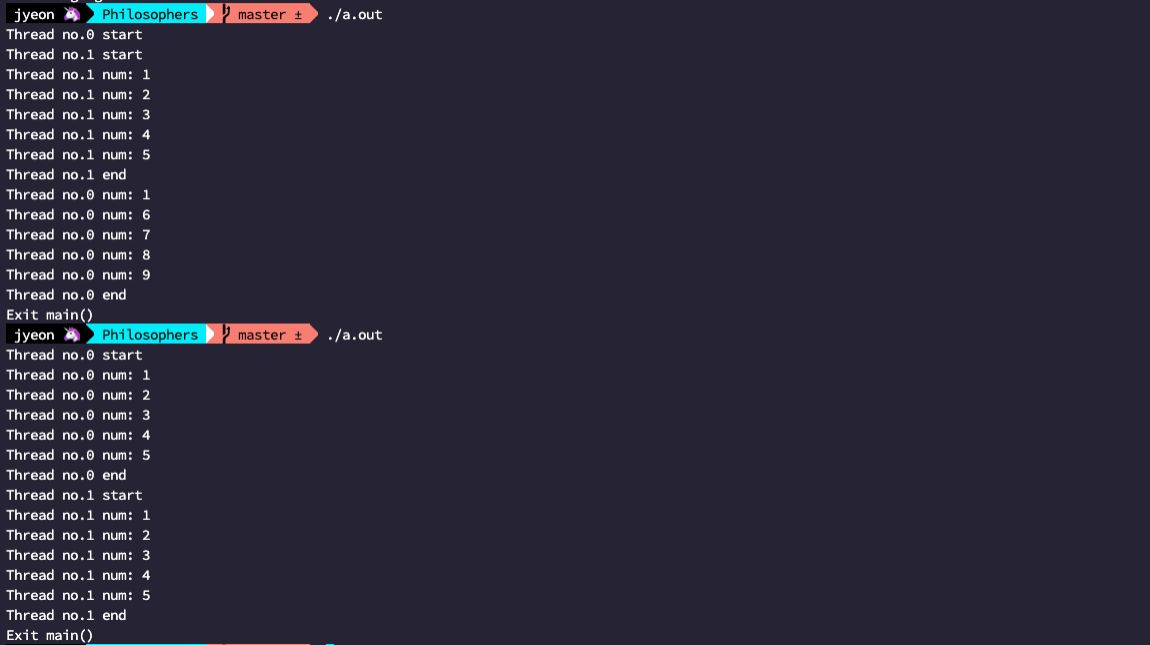 jyeon 🦄 Philosophers master ± ./a.out
Thread no.0 start
Thread no.1 start
Thread no.1 num: 1
Thread no.1 num: 2
Thread no.1 num: 3
Thread no.1 num: 4
Thread no.1 num: 5
Thread no.1 end
Thread no.0 num: 1
Thread no.0 num: 6
Thread no.0 num: 7
Thread no.0 num: 8
Thread no.0 num: 9
Thread no.0 end
Exit main()
jyeon 🦄 Philosophers master ± ./a.out
Thread no.0 start
Thread no.0 num: 1
Thread no.0 num: 2
Thread no.0 num: 3
Thread no.0 num: 4
Thread no.0 num: 5
Thread no.0 end
Thread no.1 start
Thread no.1 num: 1
Thread no.1 num: 2
Thread no.1 num: 3
Thread no.1 num: 4
Thread no.1 num: 5
Thread no.1 end
Exit main()